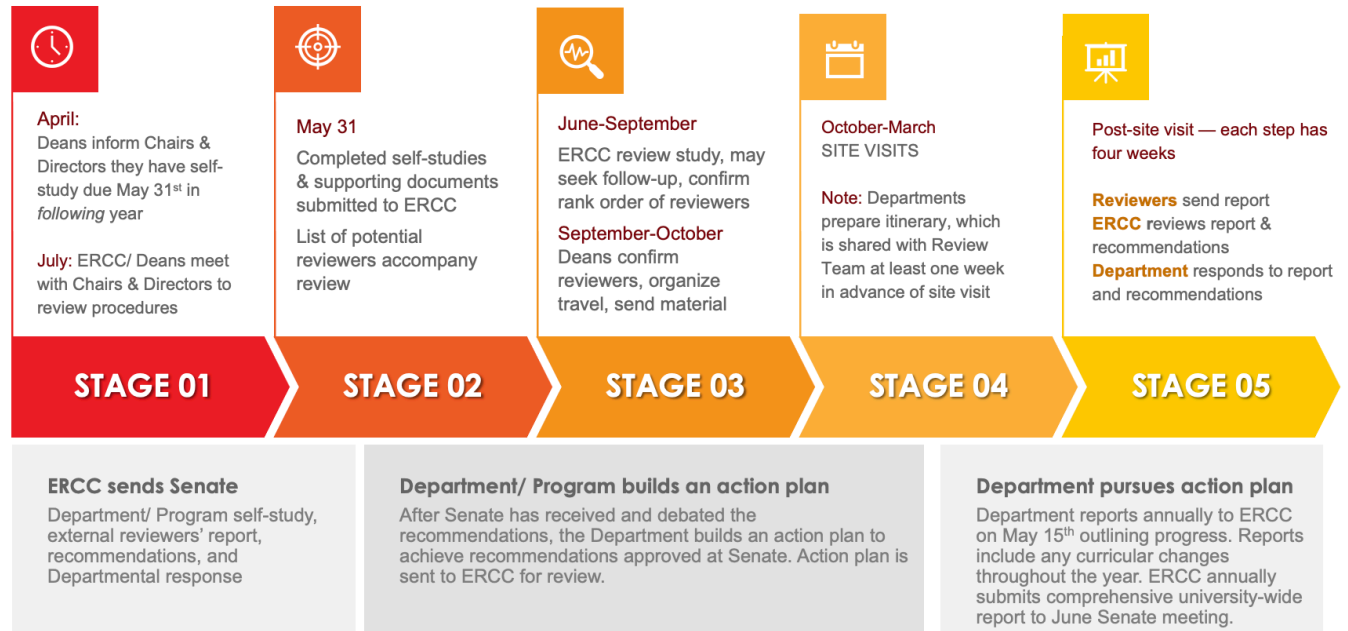 April:
Deans inform Chairs &
Directors they have self-
study due May 31st in
following year
July: ERCC/ Deans meet
with Chairs & Directors to
review procedures
May 31
Completed self-studies
& supporting documents
submitted to ERCC
List of potential
reviewers accompany
review
June-September
ERCC review study, may
seek follow-up, confirm
rank order of reviewers
September-October
Deans confirm
reviewers, organize
travel, send material
October-March
SITE VISITS
Note: Departments
prepare itinerary, which
is shared with Review
Team at least one week
in advance of site visit
Post-site visit — each step has
four weeks
Reviewers send report
ERCC reviews report &
recommendations
Department responds to report
and recommendations
STAGE 01
STAGE 02
STAGE 03
STAGE 04
STAGE 05
ERCC sends Senate
Department/ Program self-study,
external reviewers' report,
recommendations, and
Departmental response
Department/ Program builds an action plan
After Senate has received and debated the
recommendations, the Department builds an action plan to
achieve recommendations approved at Senate. Action plan is
sent to ERCC for review.
Department pursues action plan
Department reports annually to ERCC
on May 15th outlining progress. Reports
include any curricular changes
throughout the year. ERCC annually
submits comprehensive university-wide
report to June Senate meeting.